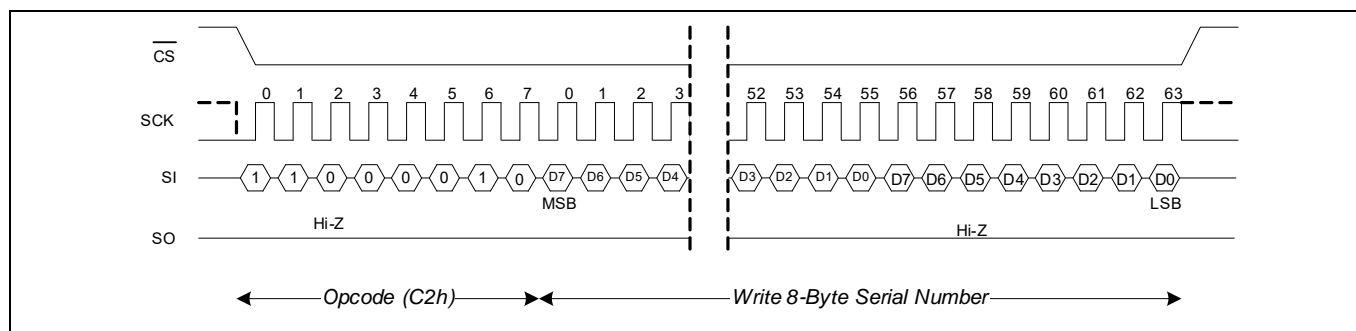 CS
0 1 2 3 4 5 6 7 0 1 2 3 52 53 54 55 56 57 58 59 60 61 62 63
SCK
SI 1 1 0 0 0 0 1 0 D7 D6 D5 D4 D3 D2 D1 D0 D7 D6 D5 D4 D3 D2 D1 D0
MSB LSB
Hi-Z Hi-Z
SO
Opcode (C2h) Write 8-Byte Serial Number